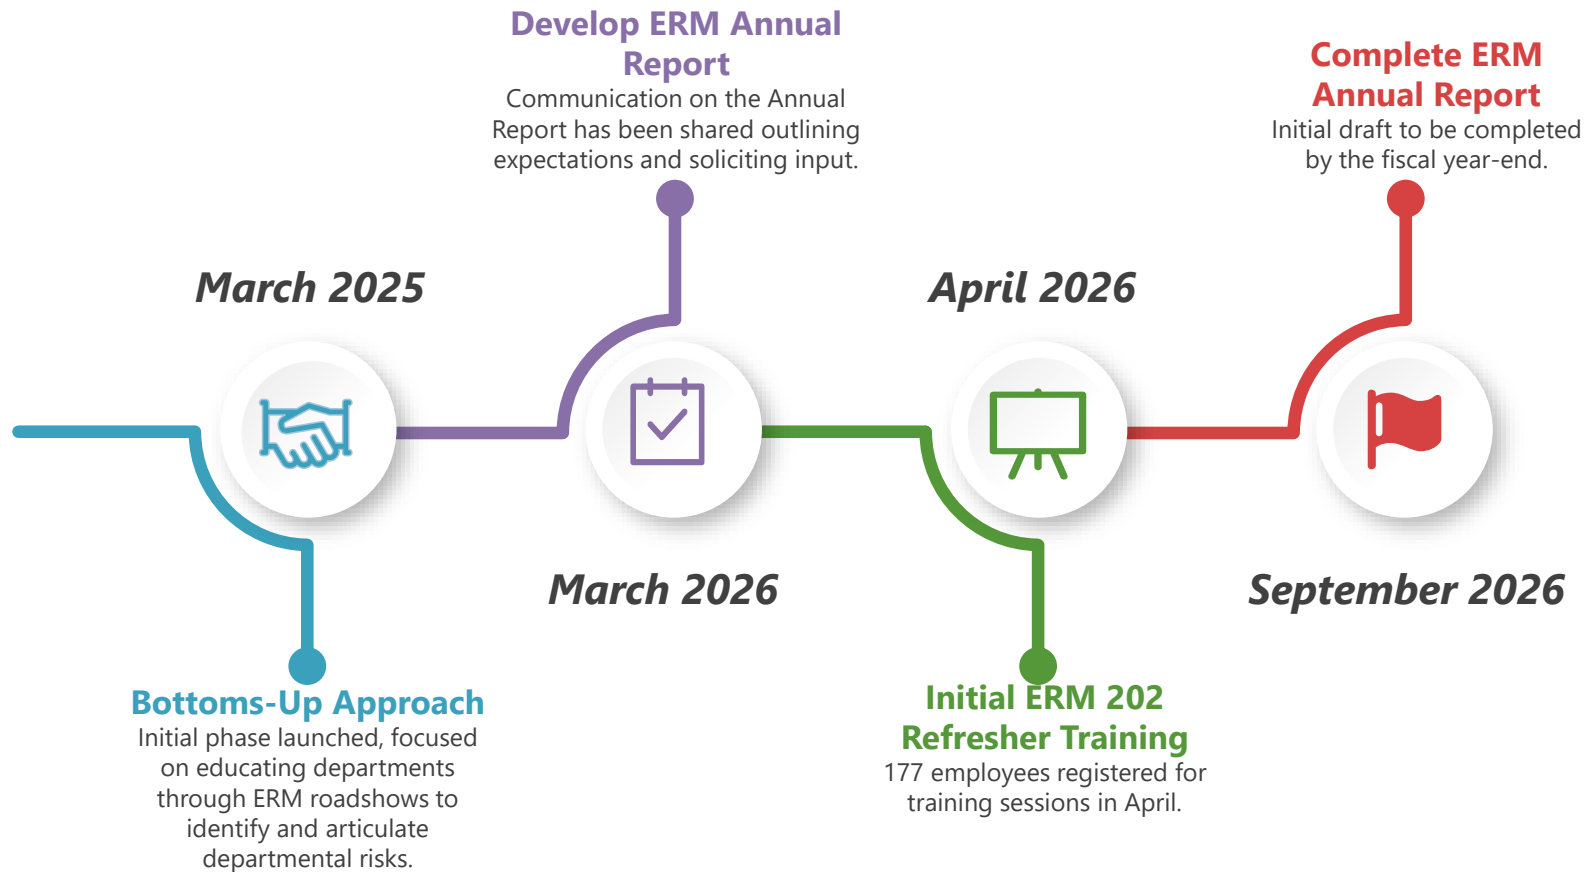 Develop ERM Annual
Report
Communication on the Annual
Report has been shared outlining
expectations and soliciting input.
Complete ERM
Annual Report
Initial draft to be completed
by the fiscal year-end.
March 2025
April 2026
March 2026
September 2026
Bottoms-Up Approach
Initial phase launched, focused
on educating departments
through ERM roadshows to
identify and articulate
departmental risks.
Initial ERM 202
Refresher Training
177 employees registered for
training sessions in April.